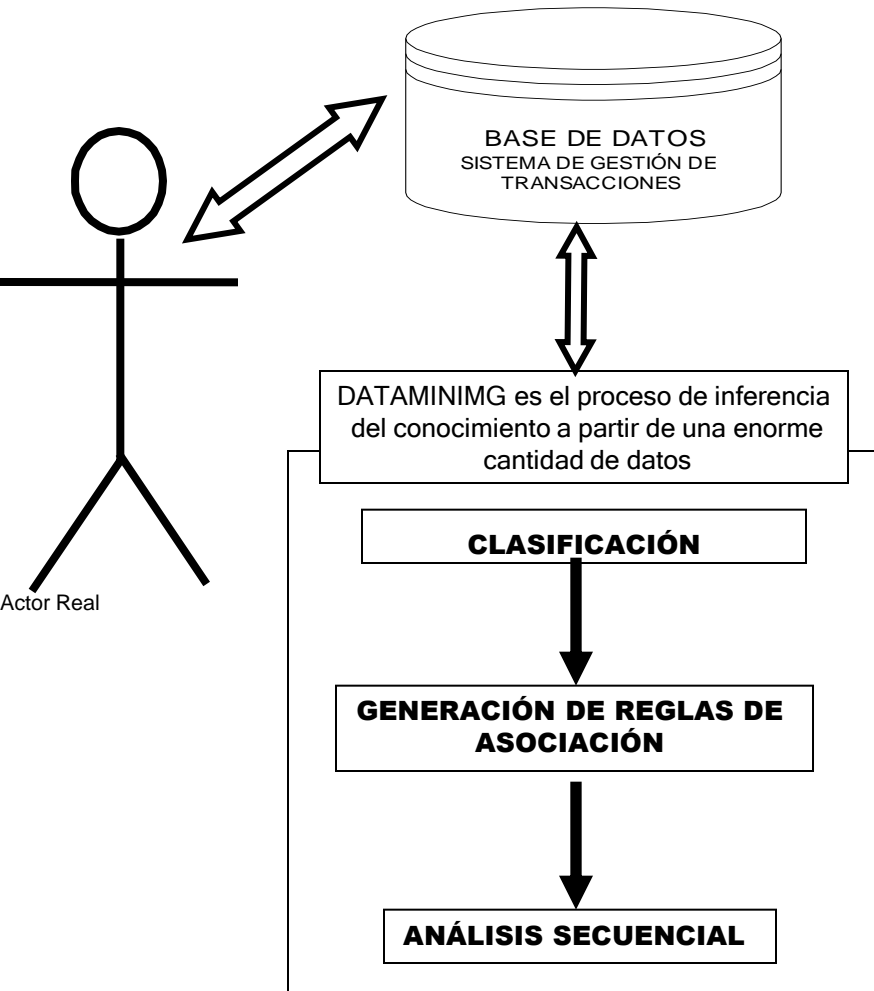 BASE DE DATOS
SISTEMA DE GESTIÓN DE
TRANSACCIONES
DATAMINIMG es el proceso de inferencia
del conocimiento a partir de una enorme
cantidad de datos
CLASIFICACIÓN
Actor Real
GENERACIÓN DE REGLAS DE
ASOCIACIÓN
ANÁLISIS SECUENCIAL